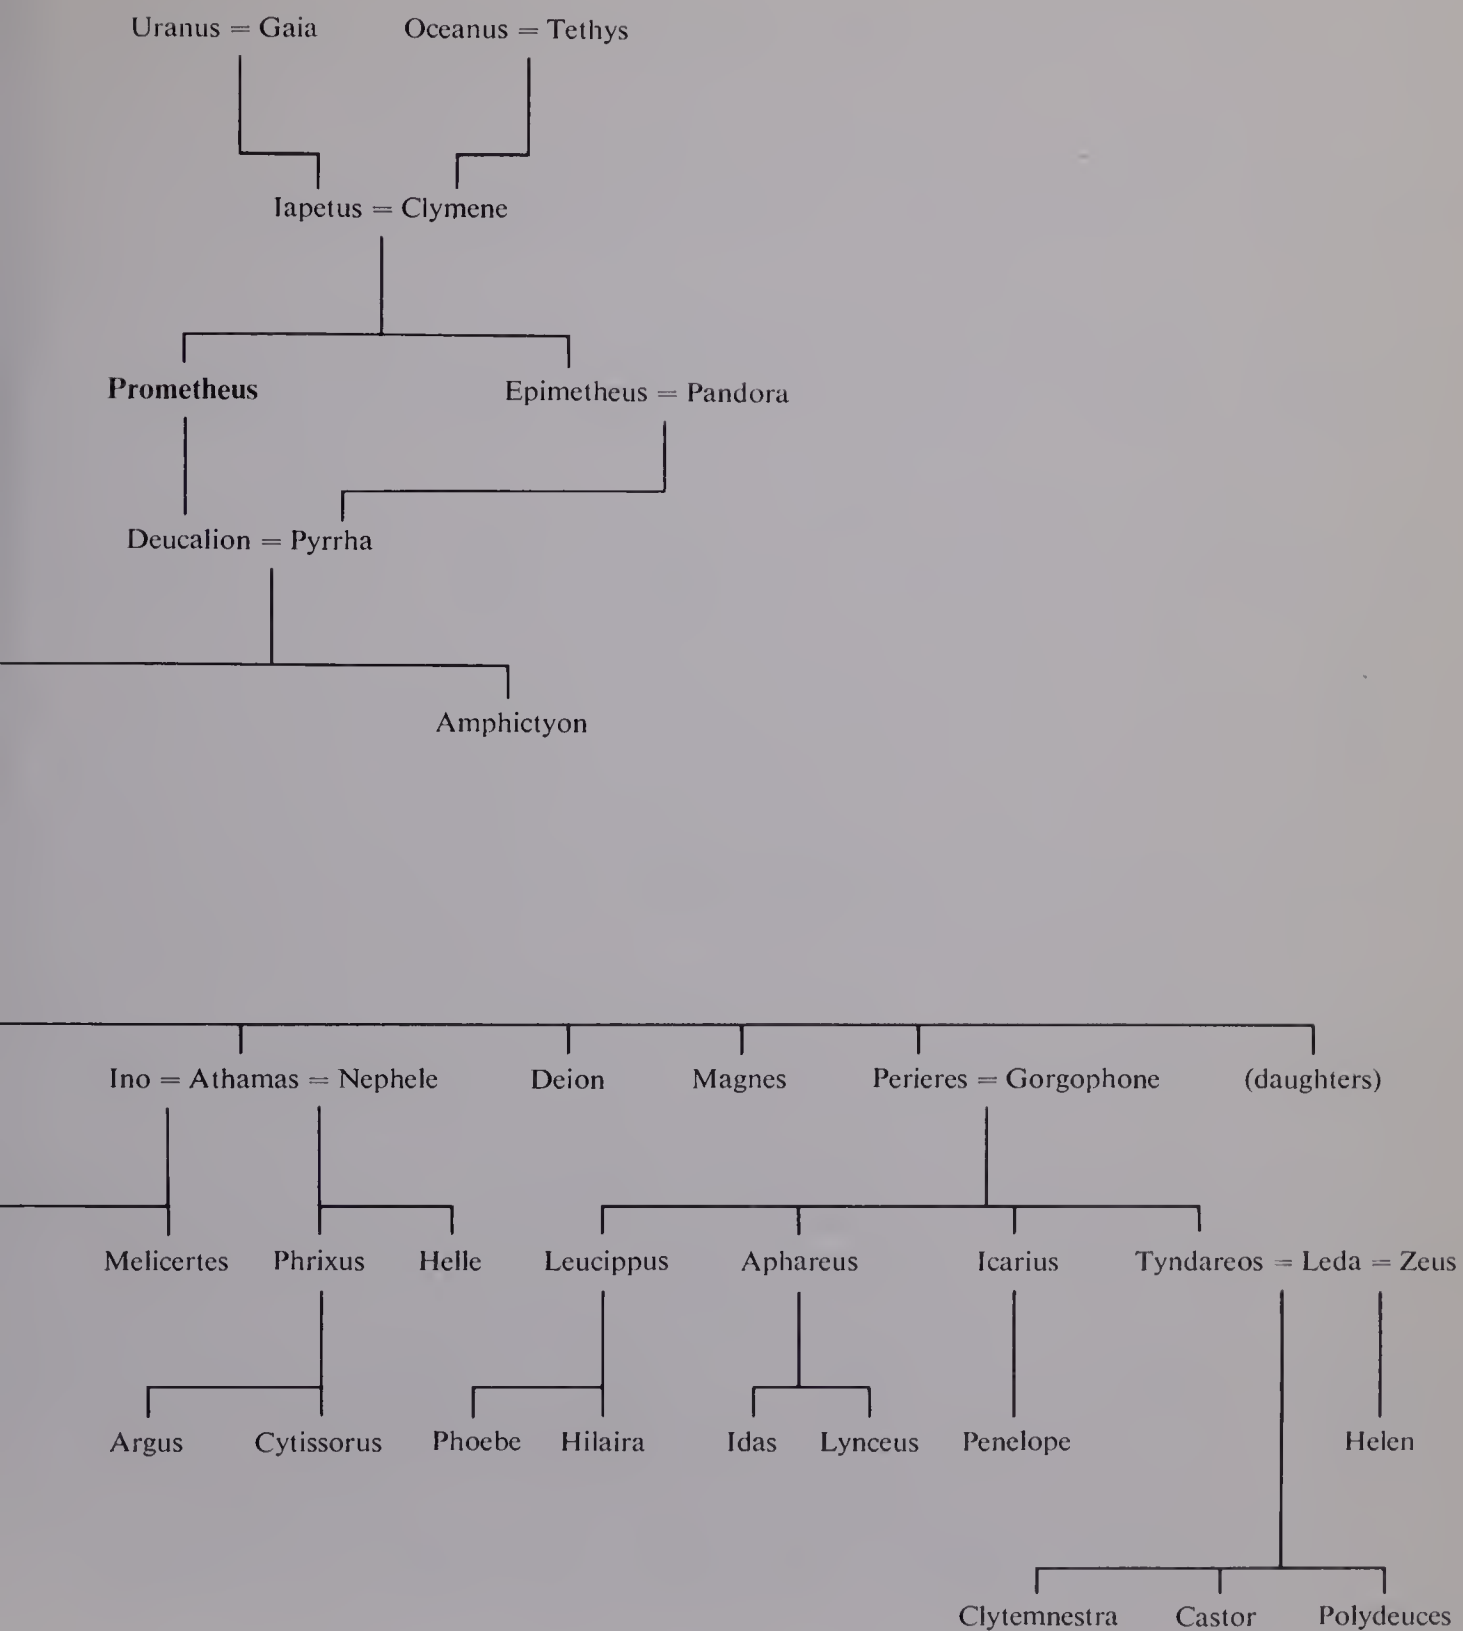 Uranus = Gaia Oceanus = Tethys
Iapetus = Clymene
Prometheus Epimetheus = Pandora
Deucalion = Pyrrha
Amphictyon
Ino = Athamas = Nephele Deion Magnes Perieres = Gorgophone (daughters)
Melicertes Phrixus Helle Leucippus Aphareus Icarius Tyndareos = Leda = Zeus
Argus Cytissorus Phoebe Hilaira Idas Lynceus Penelope Helen
Clytemnestra Castor Polydeuces